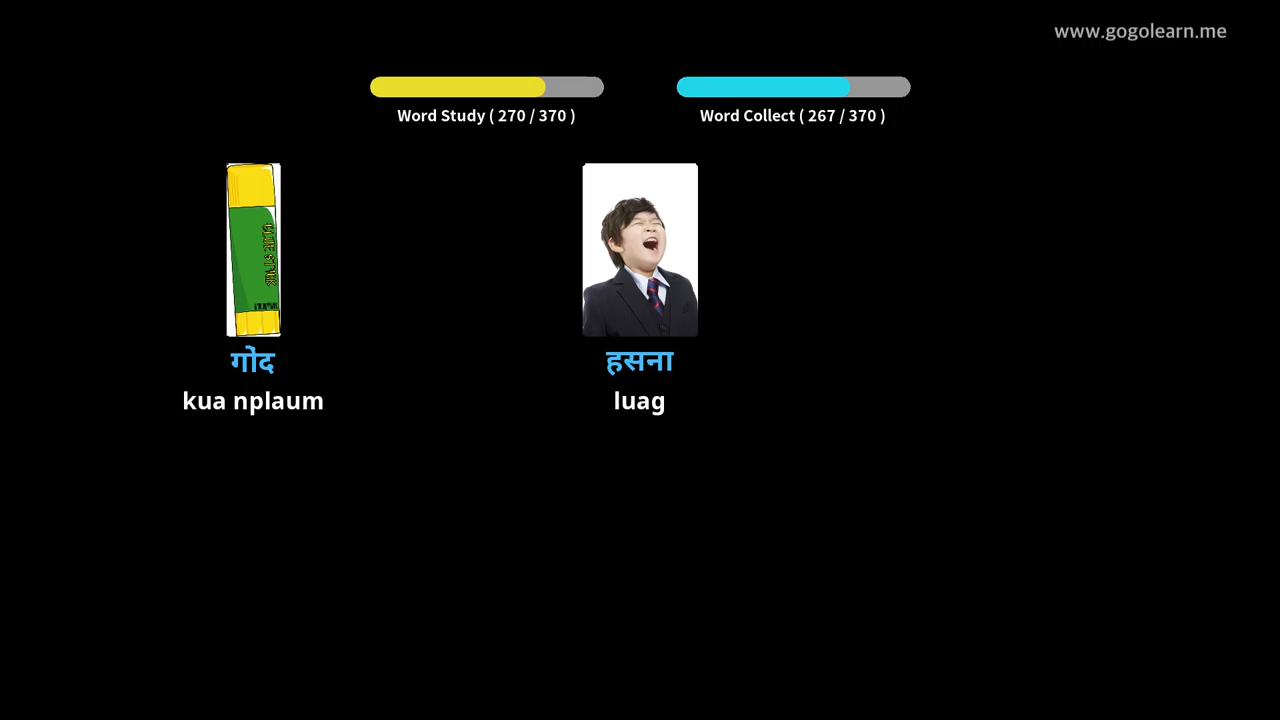 www.gogolearn.me
Word Study ( 270 / 370 )
Word Collect ( 267 / 370 )
गोंद
kua nplaum
हसना
luag